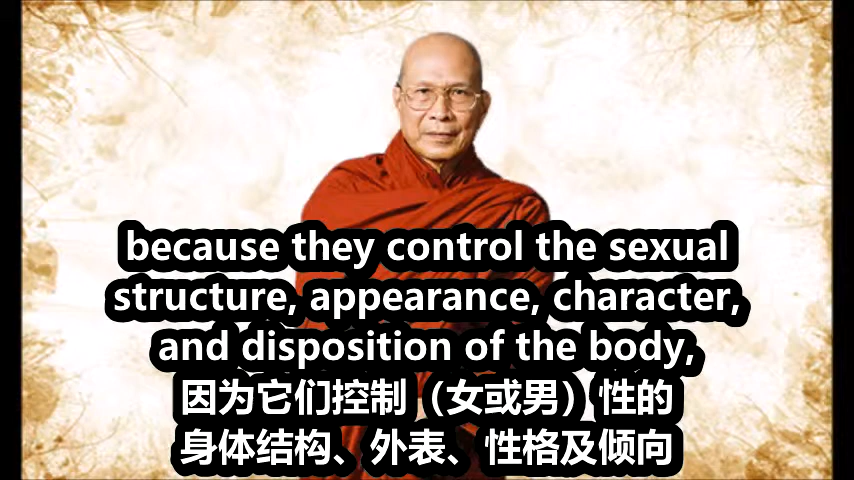 because they control the sexual
structure, appearance, character,
and disposition of the body,
因为它们控制（女或男）性的
身体结构、外表、性格及倾向